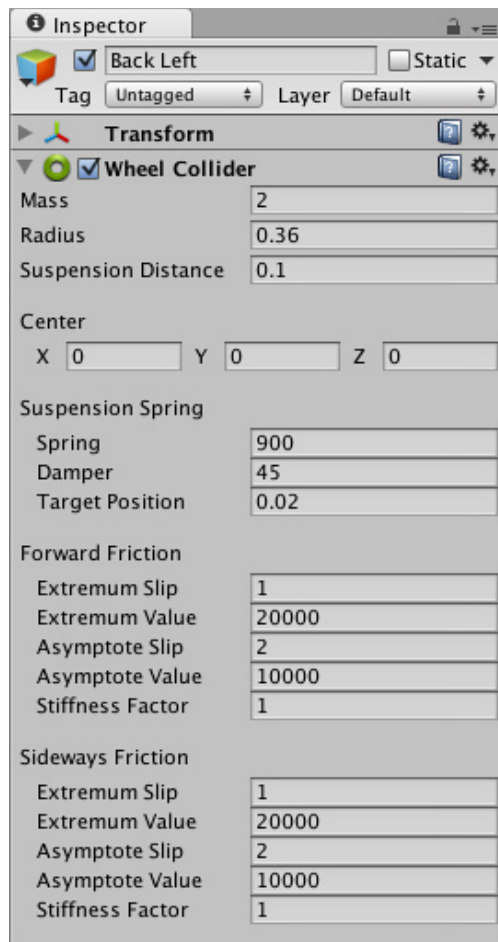 Inspector
Back Left Static
Tag Untagged Layer Default
Transform
Wheel Collider
Mass 2
Radius 0.36
Suspension Distance 0.1
Center
X 0 Y 0 Z 0
Suspension Spring
Spring 900
Damper 45
Target Position 0.02
Forward Friction
Extremum Slip 1
Extremum Value 20000
Asymptote Slip 2
Asymptote Value 10000
Stiffness Factor 1
Sideways Friction
Extremum Slip 1
Extremum Value 20000
Asymptote Slip 2
Asymptote Value 10000
Stiffness Factor 1